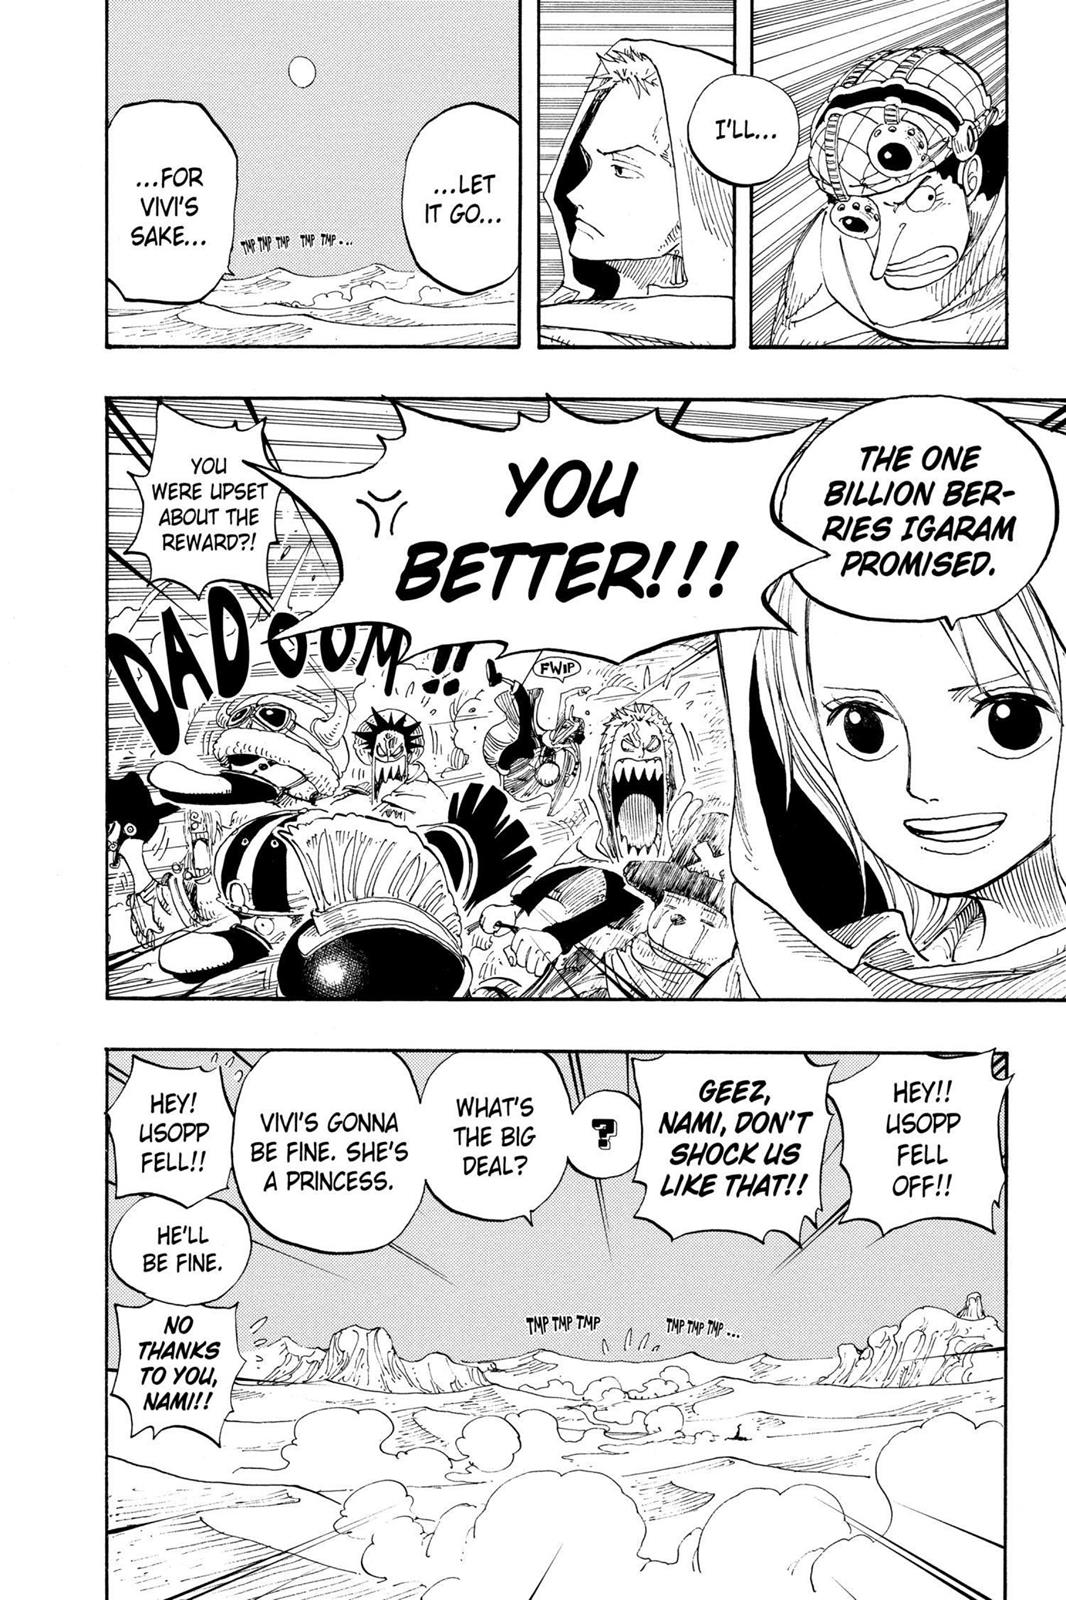 I'LL...
...LET
IT GO...
...FOR
VIVI'S
SAKE...
TMP TMP TMP TMP TMP...
THE ONE
BILLION BER-
RIES IGARAM
PROMISED.
YOU
BETTER!!!
YOU
WERE UPSET
ABOUT THE
REWARD?!
DADOOM!!
FWIP
HEY!!
USOPP
FELL
OFF!!
GEEZ,
NAMI, DON'T
SHOCK US
LIKE THAT!!
?
WHAT'S
THE BIG
DEAL?
VIVI'S GONNA
BE FINE. SHE'S
A PRINCESS.
HEY!
USOPP
FELL!!
HE'LL
BE FINE.
NO
THANKS
TO YOU,
NAMI!!
TMP TMP TMP...
TMP TMP TMP